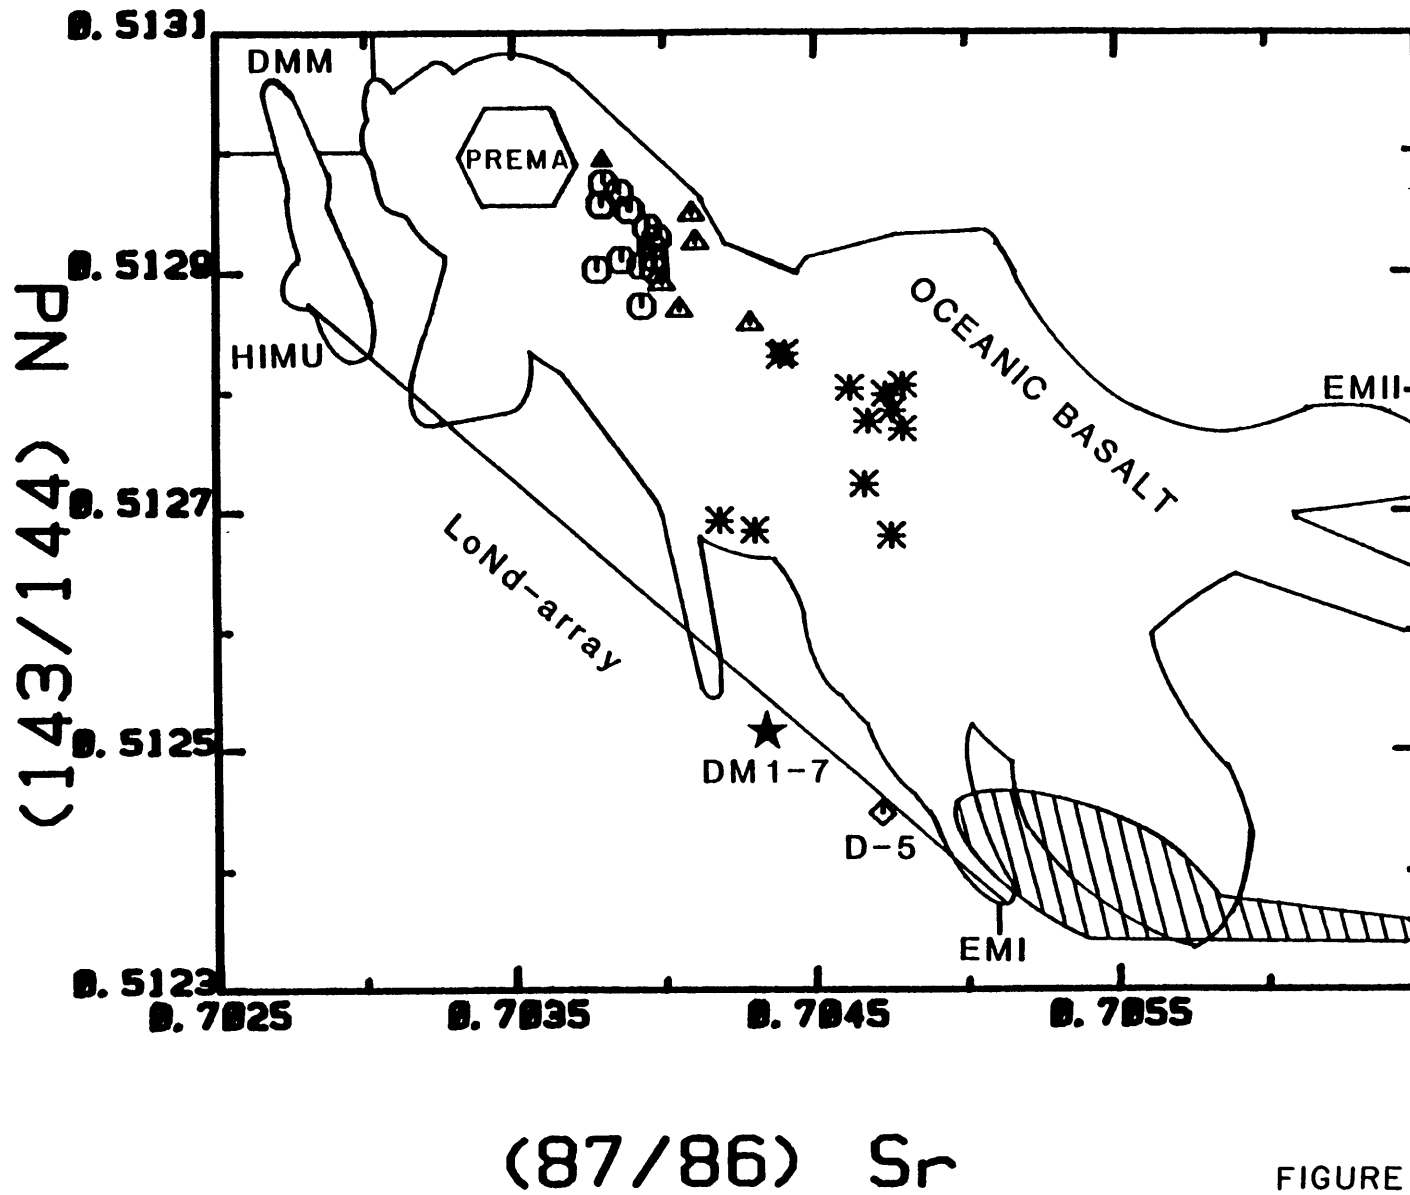 0.5131
DMM
PREMA
0.5129
OCEANIC BASALT
HIMU
EMII
(143/144) Nd
0.5127
LoNd-array
0.5125
DM1-7
D-5
EMI
0.5123
0.7025 0.7035 0.7045 0.7055
(87/86) Sr
FIGURE